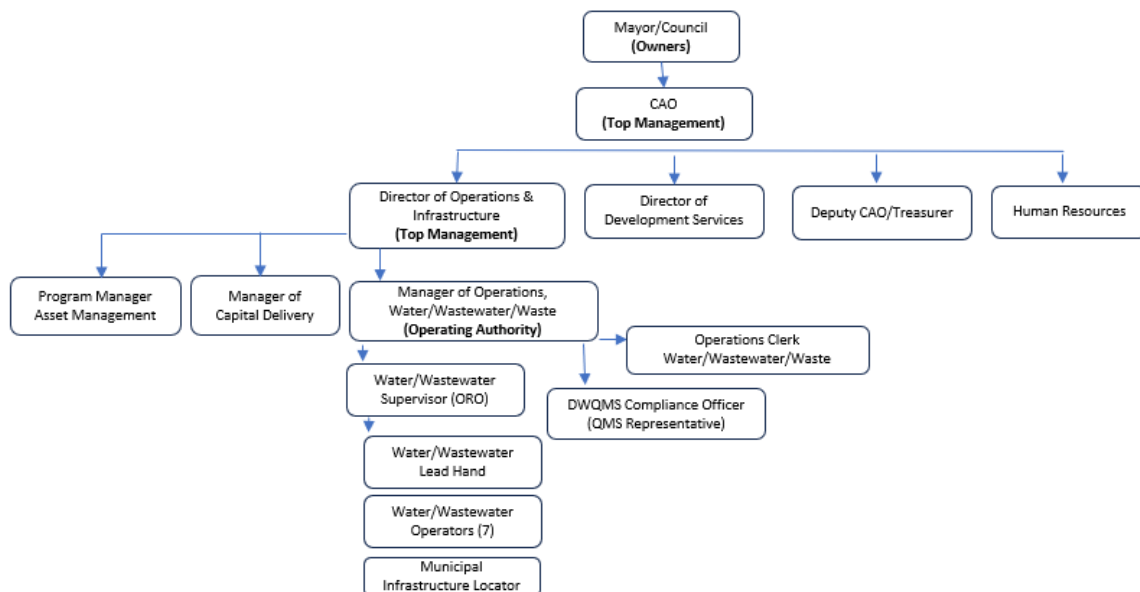 Mayor/Council
(Owners)
CAO
(Top Management)
Director of Operations &
Infrastructure
(Top Management)
Director of
Development Services
Deputy CAO/Treasurer
Human Resources
Program Manager
Asset Management
Manager of
Capital Delivery
Manager of Operations,
Water/Wastewater/Waste
(Operating Authority)
Operations Clerk
Water/Wastewater/Waste
Water/Wastewater
Supervisor (ORO)
DWQMS Compliance Officer
(QMS Representative)
Water/Wastewater
Lead Hand
Water/Wastewater
Operators (7)
Municipal
Infrastructure Locator